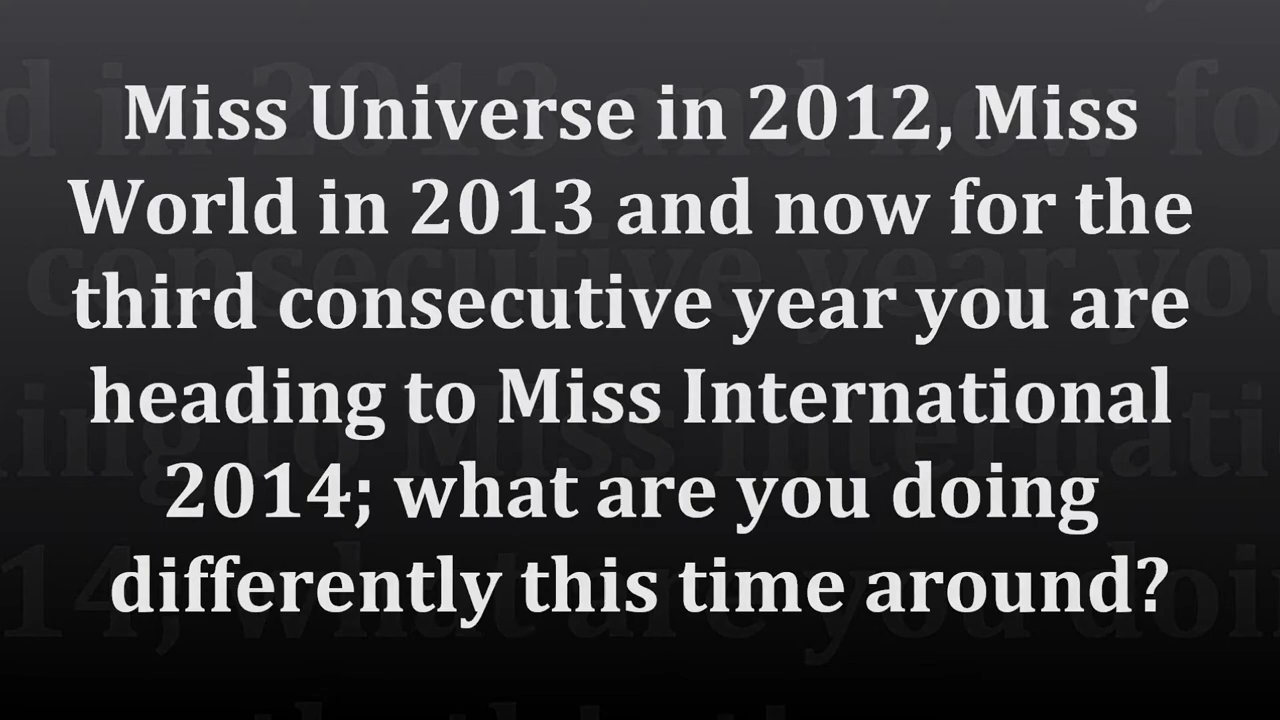 Miss Universe in 2012, Miss
World in 2013 and now for the
third consecutive year you are
heading to Miss International
2014; what are you doing
differently this time around?